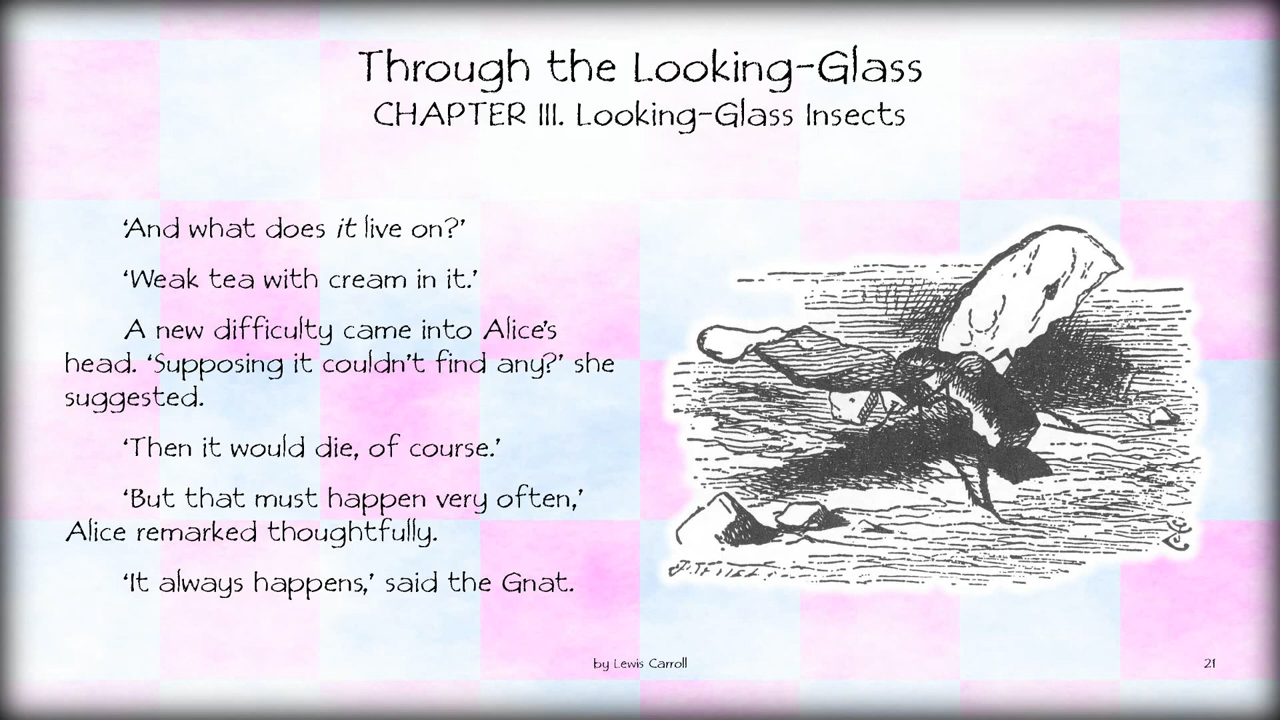 Through the Looking-Glass
CHAPTER III. Looking-Glass Insects
‘And what does it live on?’
‘Weak tea with cream in it.’
A new difficulty came into Alice’s
head. ‘Supposing it couldn’t find any?’ she
suggested.
‘Then it would die, of course.’
‘But that must happen very often,’
Alice remarked thoughtfully.
‘It always happens,’ said the Gnat.
by Lewis Carroll
21